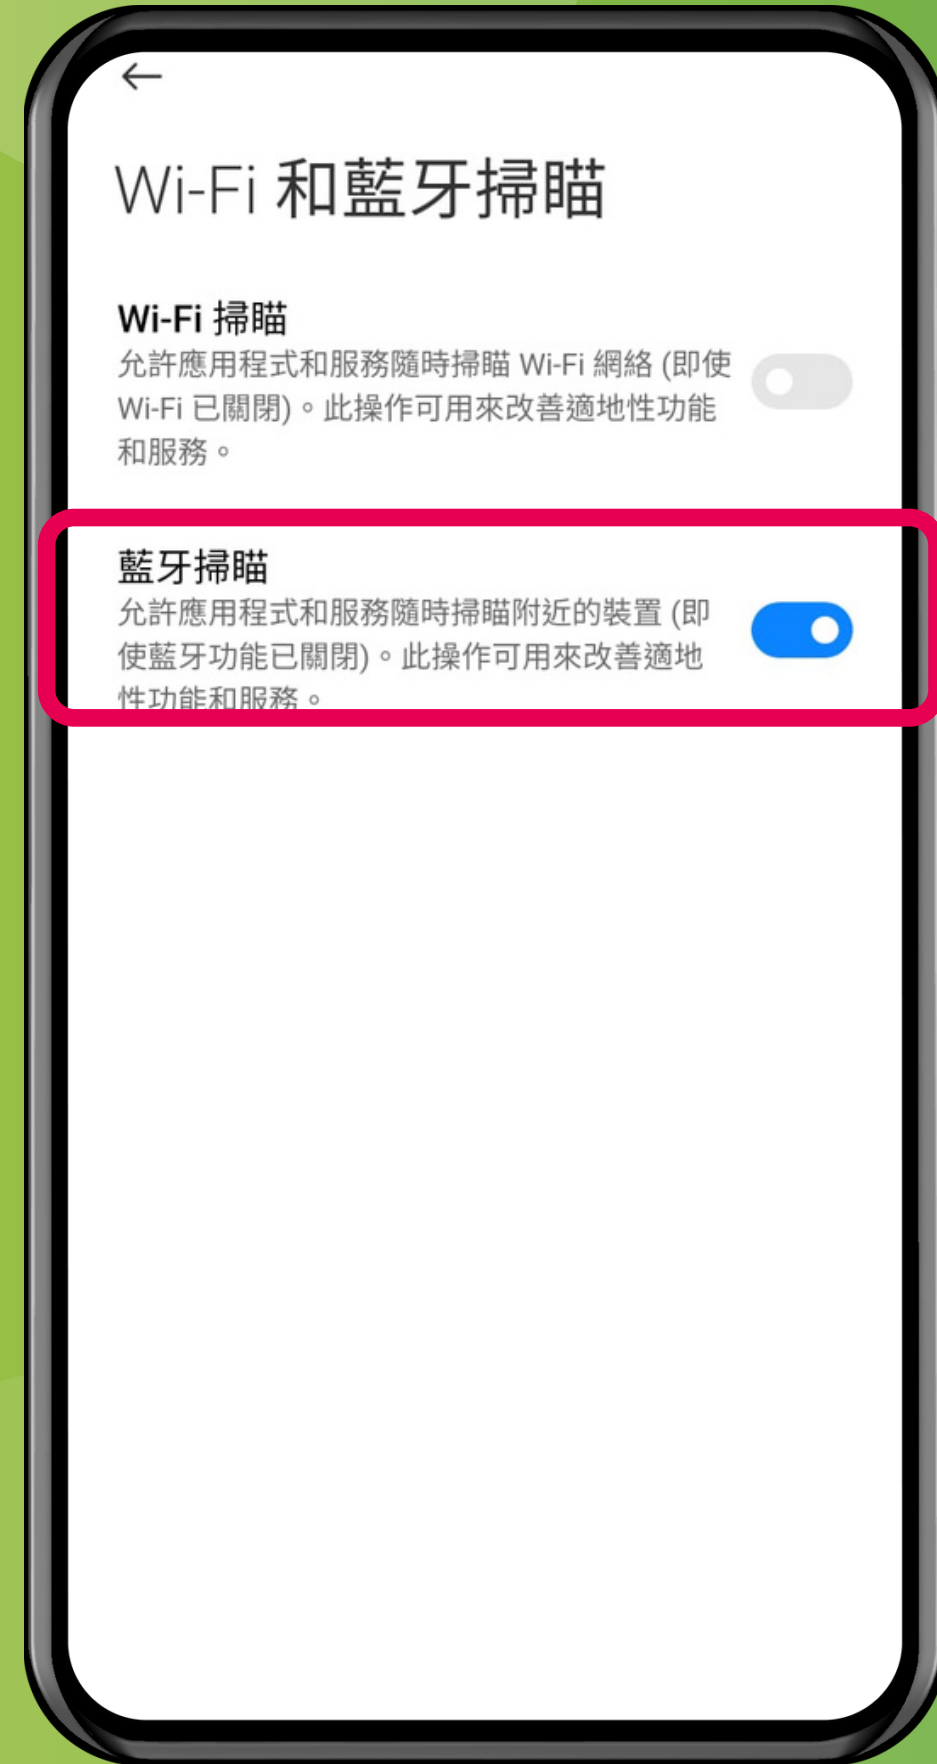 Wi-Fi 和藍牙掃瞄
Wi-Fi 掃瞄
允許應用程式和服務隨時掃瞄 Wi-Fi 網絡 (即使
Wi-Fi 已關閉)。此操作可用來改善適地性功能
和服務。
藍牙掃瞄
允許應用程式和服務隨時掃瞄附近的裝置 (即
使藍牙功能已關閉)。此操作可用來改善適地
性功能和服務。